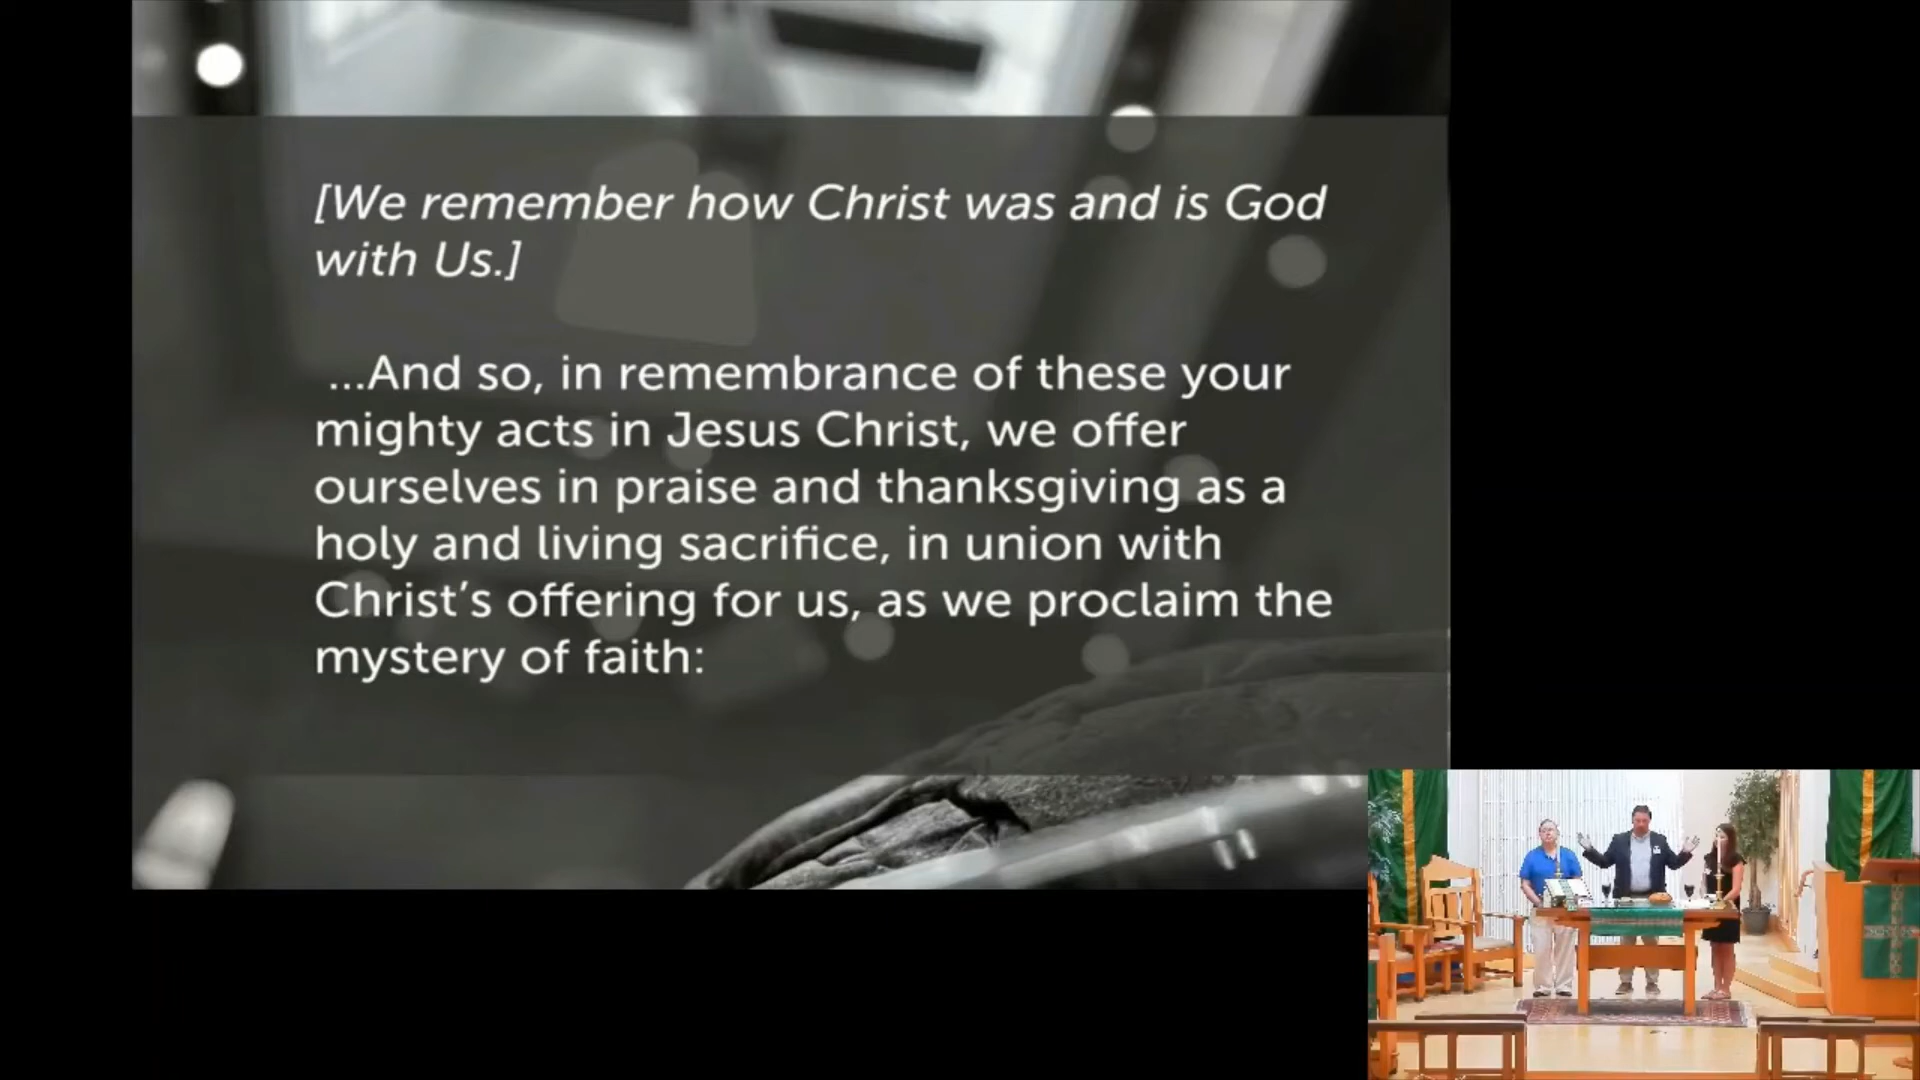 [We remember how Christ was and is God
with Us.]
...And so, in remembrance of these your
mighty acts in Jesus Christ, we offer
ourselves in praise and thanksgiving as a
holy and living sacrifice, in union with
Christ's offering for us, as we proclaim the
mystery of faith: